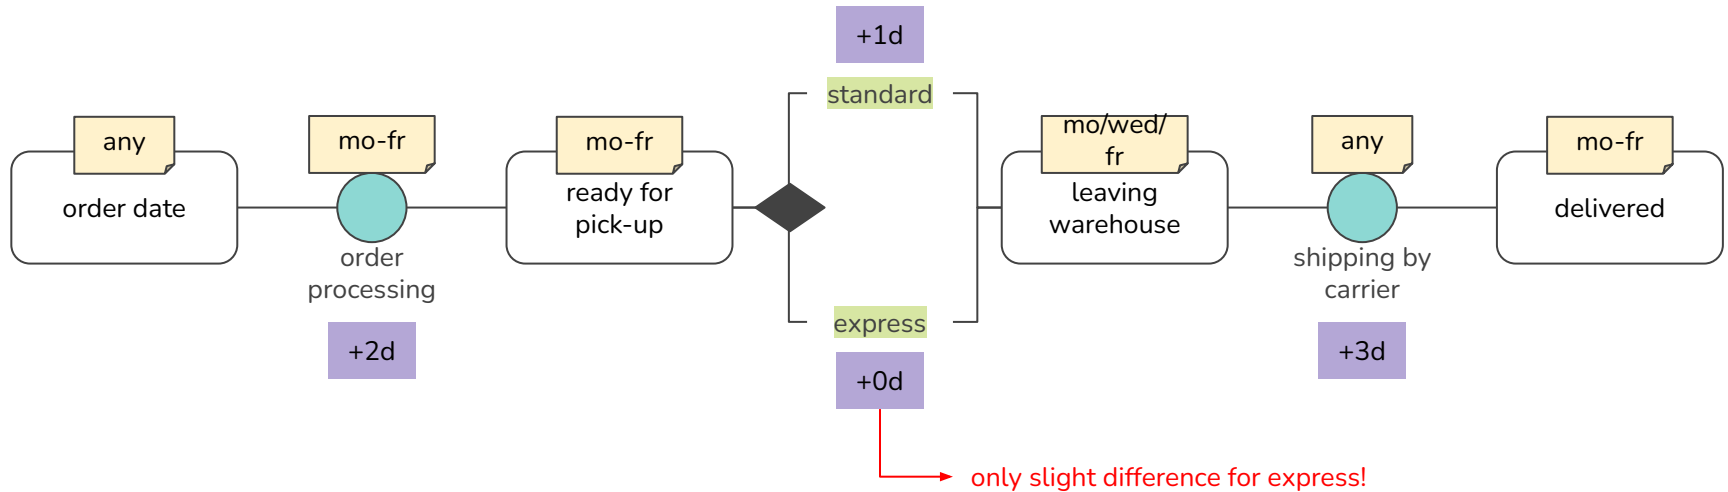 +1d
standard
any
order date
mo-fr
order
processing
+2d
mo-fr
ready for
pick-up
express
+0d
only slight difference for express!
mo/wed/
fr
leaving
warehouse
any
shipping by
carrier
+3d
mo-fr
delivered